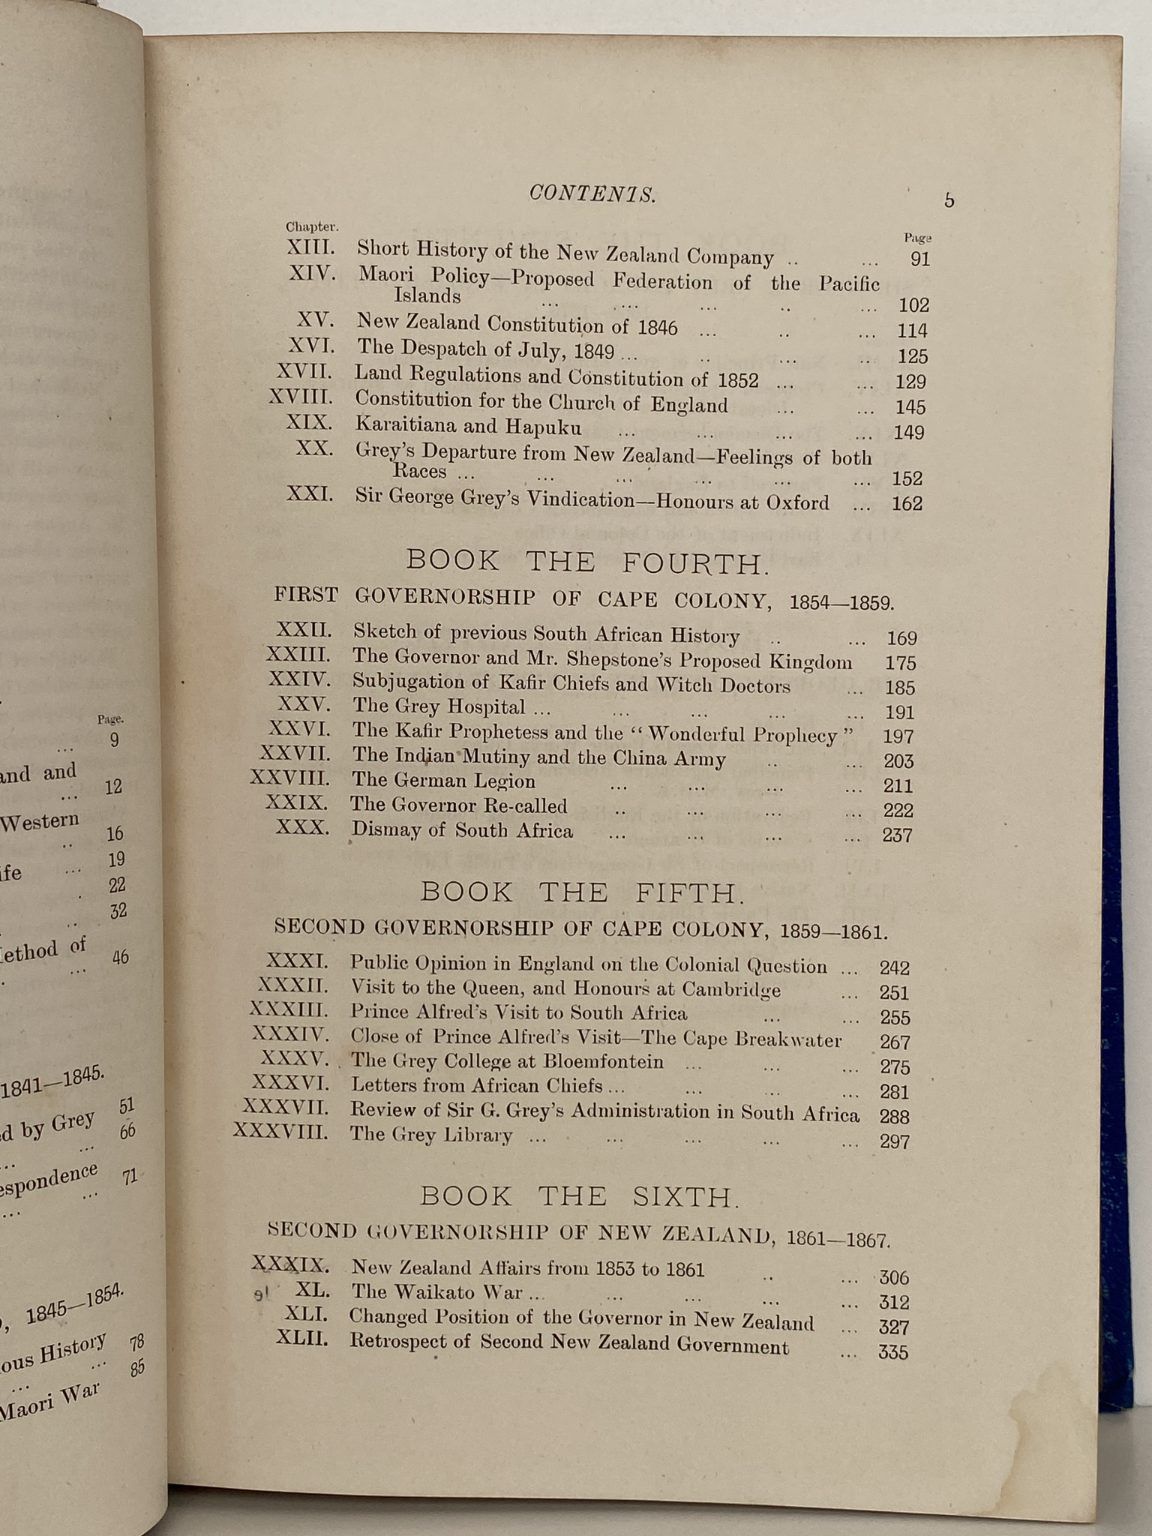 Page.
... 9
and and
... 12
Western
.. 16
ife ... 19
. 22
.. 32
ethod of
... 46
1841—1845.
51
d by Grey
... ... 66
espondence
... ... 71
, 1845—1854.
ous History
... ... 78
Maori War 85
CONTENTS. 5
Chapter. Page
XIII. Short History of the New Zealand Company .. ... 91
XIV. Maori Policy—Proposed Federation of the Pacific
Islands ... ... ... .. ... 102
XV. New Zealand Constitution of 1846 ... .. ... 114
XVI. The Despatch of July, 1849 ... .. ... ... 125
XVII. Land Regulations and Constitution of 1852 ... ... 129
XVIII. Constitution for the Church of England ... ... 145
XIX. Karaitiana and Hapuku ... ... ... ... 149
XX. Grey's Departure from New Zealand—Feelings of both
Races ... ... ... ... ... ... 152
XXI. Sir George Grey's Vindication—Honours at Oxford ... 162
BOOK THE FOURTH.
FIRST GOVERNORSHIP OF CAPE COLONY, 1854—1859.
XXII. Sketch of previous South African History .. ... 169
XXIII. The Governor and Mr. Shepstone's Proposed Kingdom 175
XXIV. Subjugation of Kafir Chiefs and Witch Doctors ... 185
XXV. The Grey Hospital ... ... ... ... ... 191
XXVI. The Kafir Prophetess and the "Wonderful Prophecy" 197
XXVII. The Indian Mutiny and the China Army .. ... 203
XXVIII. The German Legion ... ... ... ... 211
XXIX. The Governor Re-called .. ... ... ... 222
XXX. Dismay of South Africa ... ... ... ... 237
BOOK THE FIFTH.
SECOND GOVERNORSHIP OF CAPE COLONY, 1859—1861.
XXXI. Public Opinion in England on the Colonial Question ... 242
XXXII. Visit to the Queen, and Honours at Cambridge ... 251
XXXIII. Prince Alfred's Visit to South Africa ... ... 255
XXXIV. Close of Prince Alfred's Visit—The Cape Breakwater 267
XXXV. The Grey College at Bloemfontein ... ... ... 275
XXXVI. Letters from African Chiefs ... ... ... ... 281
XXXVII. Review of Sir G. Grey's Administration in South Africa 288
XXXVIII. The Grey Library ... ... ... ... ... 297
BOOK THE SIXTH.
SECOND GOVERNORSHIP OF NEW ZEALAND, 1861—1867.
XXXIX. New Zealand Affairs from 1853 to 1861 .. ... 306
XL. The Waikato War ... ... ... ... ... 312
XLI. Changed Position of the Governor in New Zealand ... 327
XLII. Retrospect of Second New Zealand Government ... 335